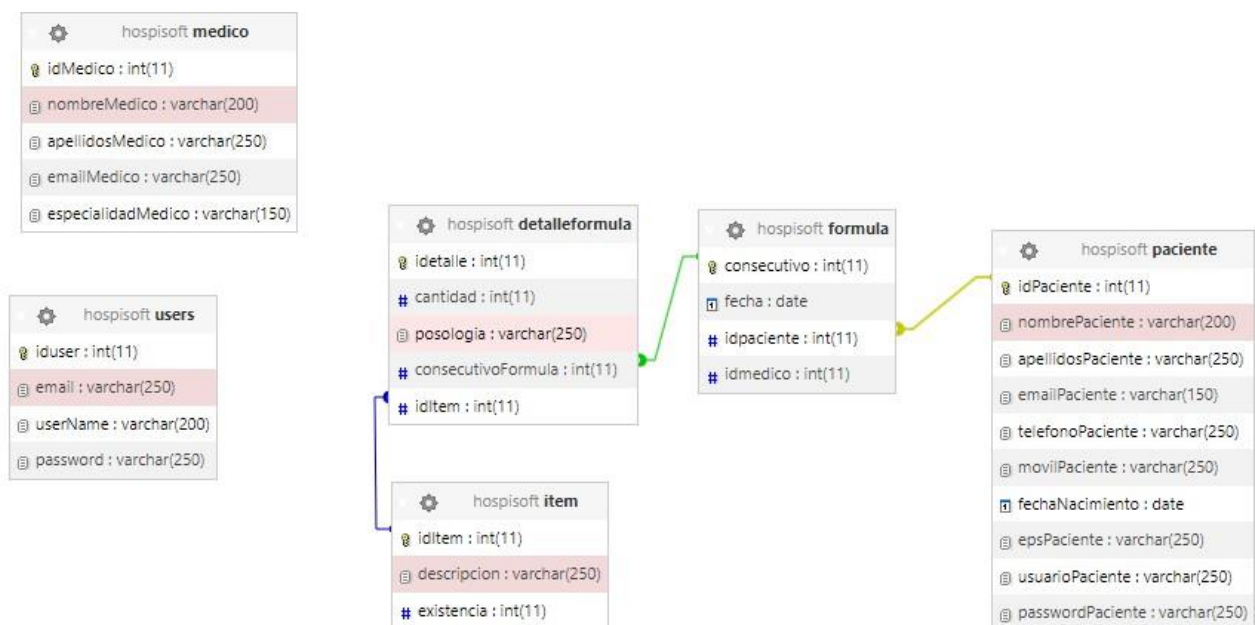 hospisoft medico
idMedico : int(11)
nombreMedico : varchar(200)
apellidosMedico : varchar(250)
emailMedico : varchar(250)
especialidadMedico : varchar(150)
hospisoft users
iduser : int(11)
email : varchar(250)
userName : varchar(200)
password : varchar(250)
hospisoft detalleformula
idetalle : int(11)
# cantidad : int(11)
posologia : varchar(250)
# consecutivoFormula : int(11)
# idItem : int(11)
hospisoft item
idItem : int(11)
descripcion : varchar(250)
# existencia : int(11)
hospisoft formula
consecutivo : int(11)
fecha : date
# idpaciente : int(11)
# idmedico : int(11)
hospisoft paciente
idPaciente : int(11)
nombrePaciente : varchar(200)
apellidosPaciente : varchar(250)
emailPaciente : varchar(150)
telefonoPaciente : varchar(250)
movilPaciente : varchar(250)
fechaNacimiento : date
epsPaciente : varchar(250)
usuarioPaciente : varchar(250)
passwordPaciente : varchar(250)